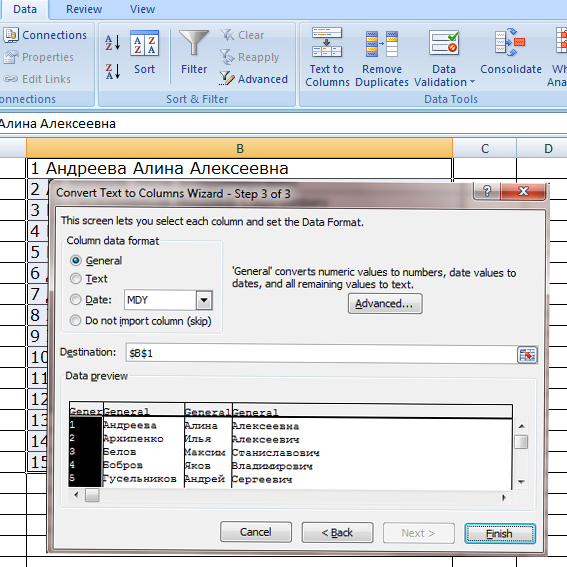 Data Review View
Connections
Properties
Edit Links
onnections
A
Z
Z
A
Sort
Filter
Clear
Reapply
Advanced
Sort & Filter
Text to
Columns
Remove
Duplicates
Data
Validation
Consolidate
Wh
Ana
Data Tools
Алина Алексеевна
B C D
1 Андреева Алина Алексеевна
2
3
4
5
6
7
8
9
10
11
12
13
14
15
Convert Text to Columns Wizard - Step 3 of 3
This screen lets you select each column and set the Data Format.
Column data format
General
Text
Date: MDY
Do not import column (skip)
'General' converts numeric values to numbers, date values to
dates, and all remaining values to text.
Advanced...
Destination: $B$1
Data preview
Gener General General General
1 Андреева Алина Алексеевна
2 Архипенко Илья Алексеевич
3 Белов Максим Станиславович
4 Бобров Яков Владимирович
5 Гусельников Андрей Сергеевич
Cancel < Back Next > Finish